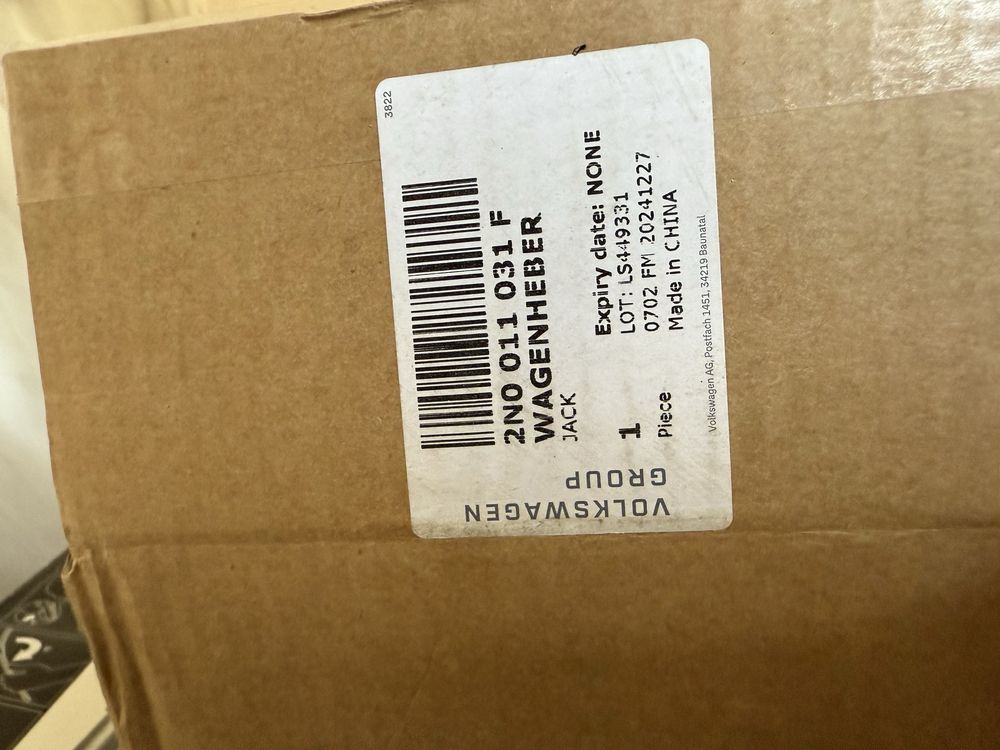 3822
2N0 011 031 F
WAGENHEBER
JACK
1
Piece
Expiry date: NONE
LOT: LS449331
0702 FM 20241227
Made in CHINA
Volkswagen AG, Postfach 1451, 34219 Baunatal
VOLKSWAGEN
GROUP